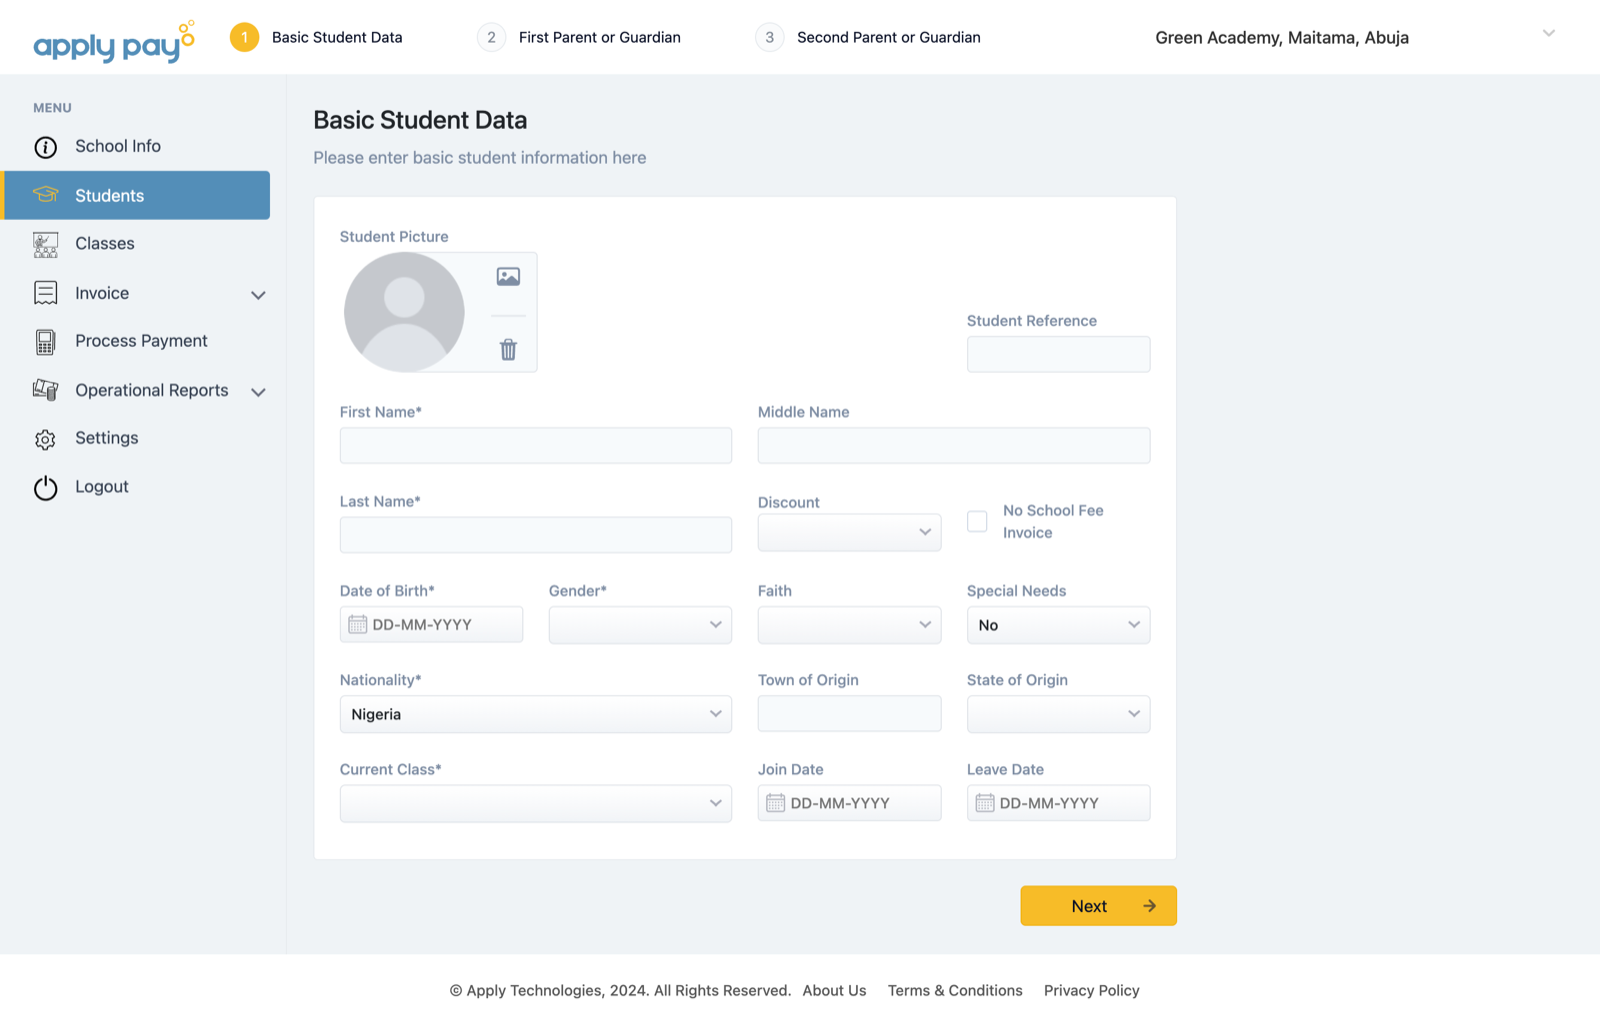 apply pay
1 Basic Student Data
2 First Parent or Guardian
3 Second Parent or Guardian
Green Academy, Maitama, Abuja
MENU
School Info
Students
Classes
Invoice
Process Payment
Operational Reports
Settings
Logout
Basic Student Data
Please enter basic student information here
Student Picture
Student Reference
First Name*
Middle Name
Last Name*
Discount
No School Fee
Invoice
Date of Birth*
DD-MM-YYYY
Gender*
Faith
Special Needs
No
Nationality*
Nigeria
Town of Origin
State of Origin
Current Class*
Join Date
DD-MM-YYYY
Leave Date
DD-MM-YYYY
Next
© Apply Technologies, 2024. All Rights Reserved. About Us Terms & Conditions Privacy Policy